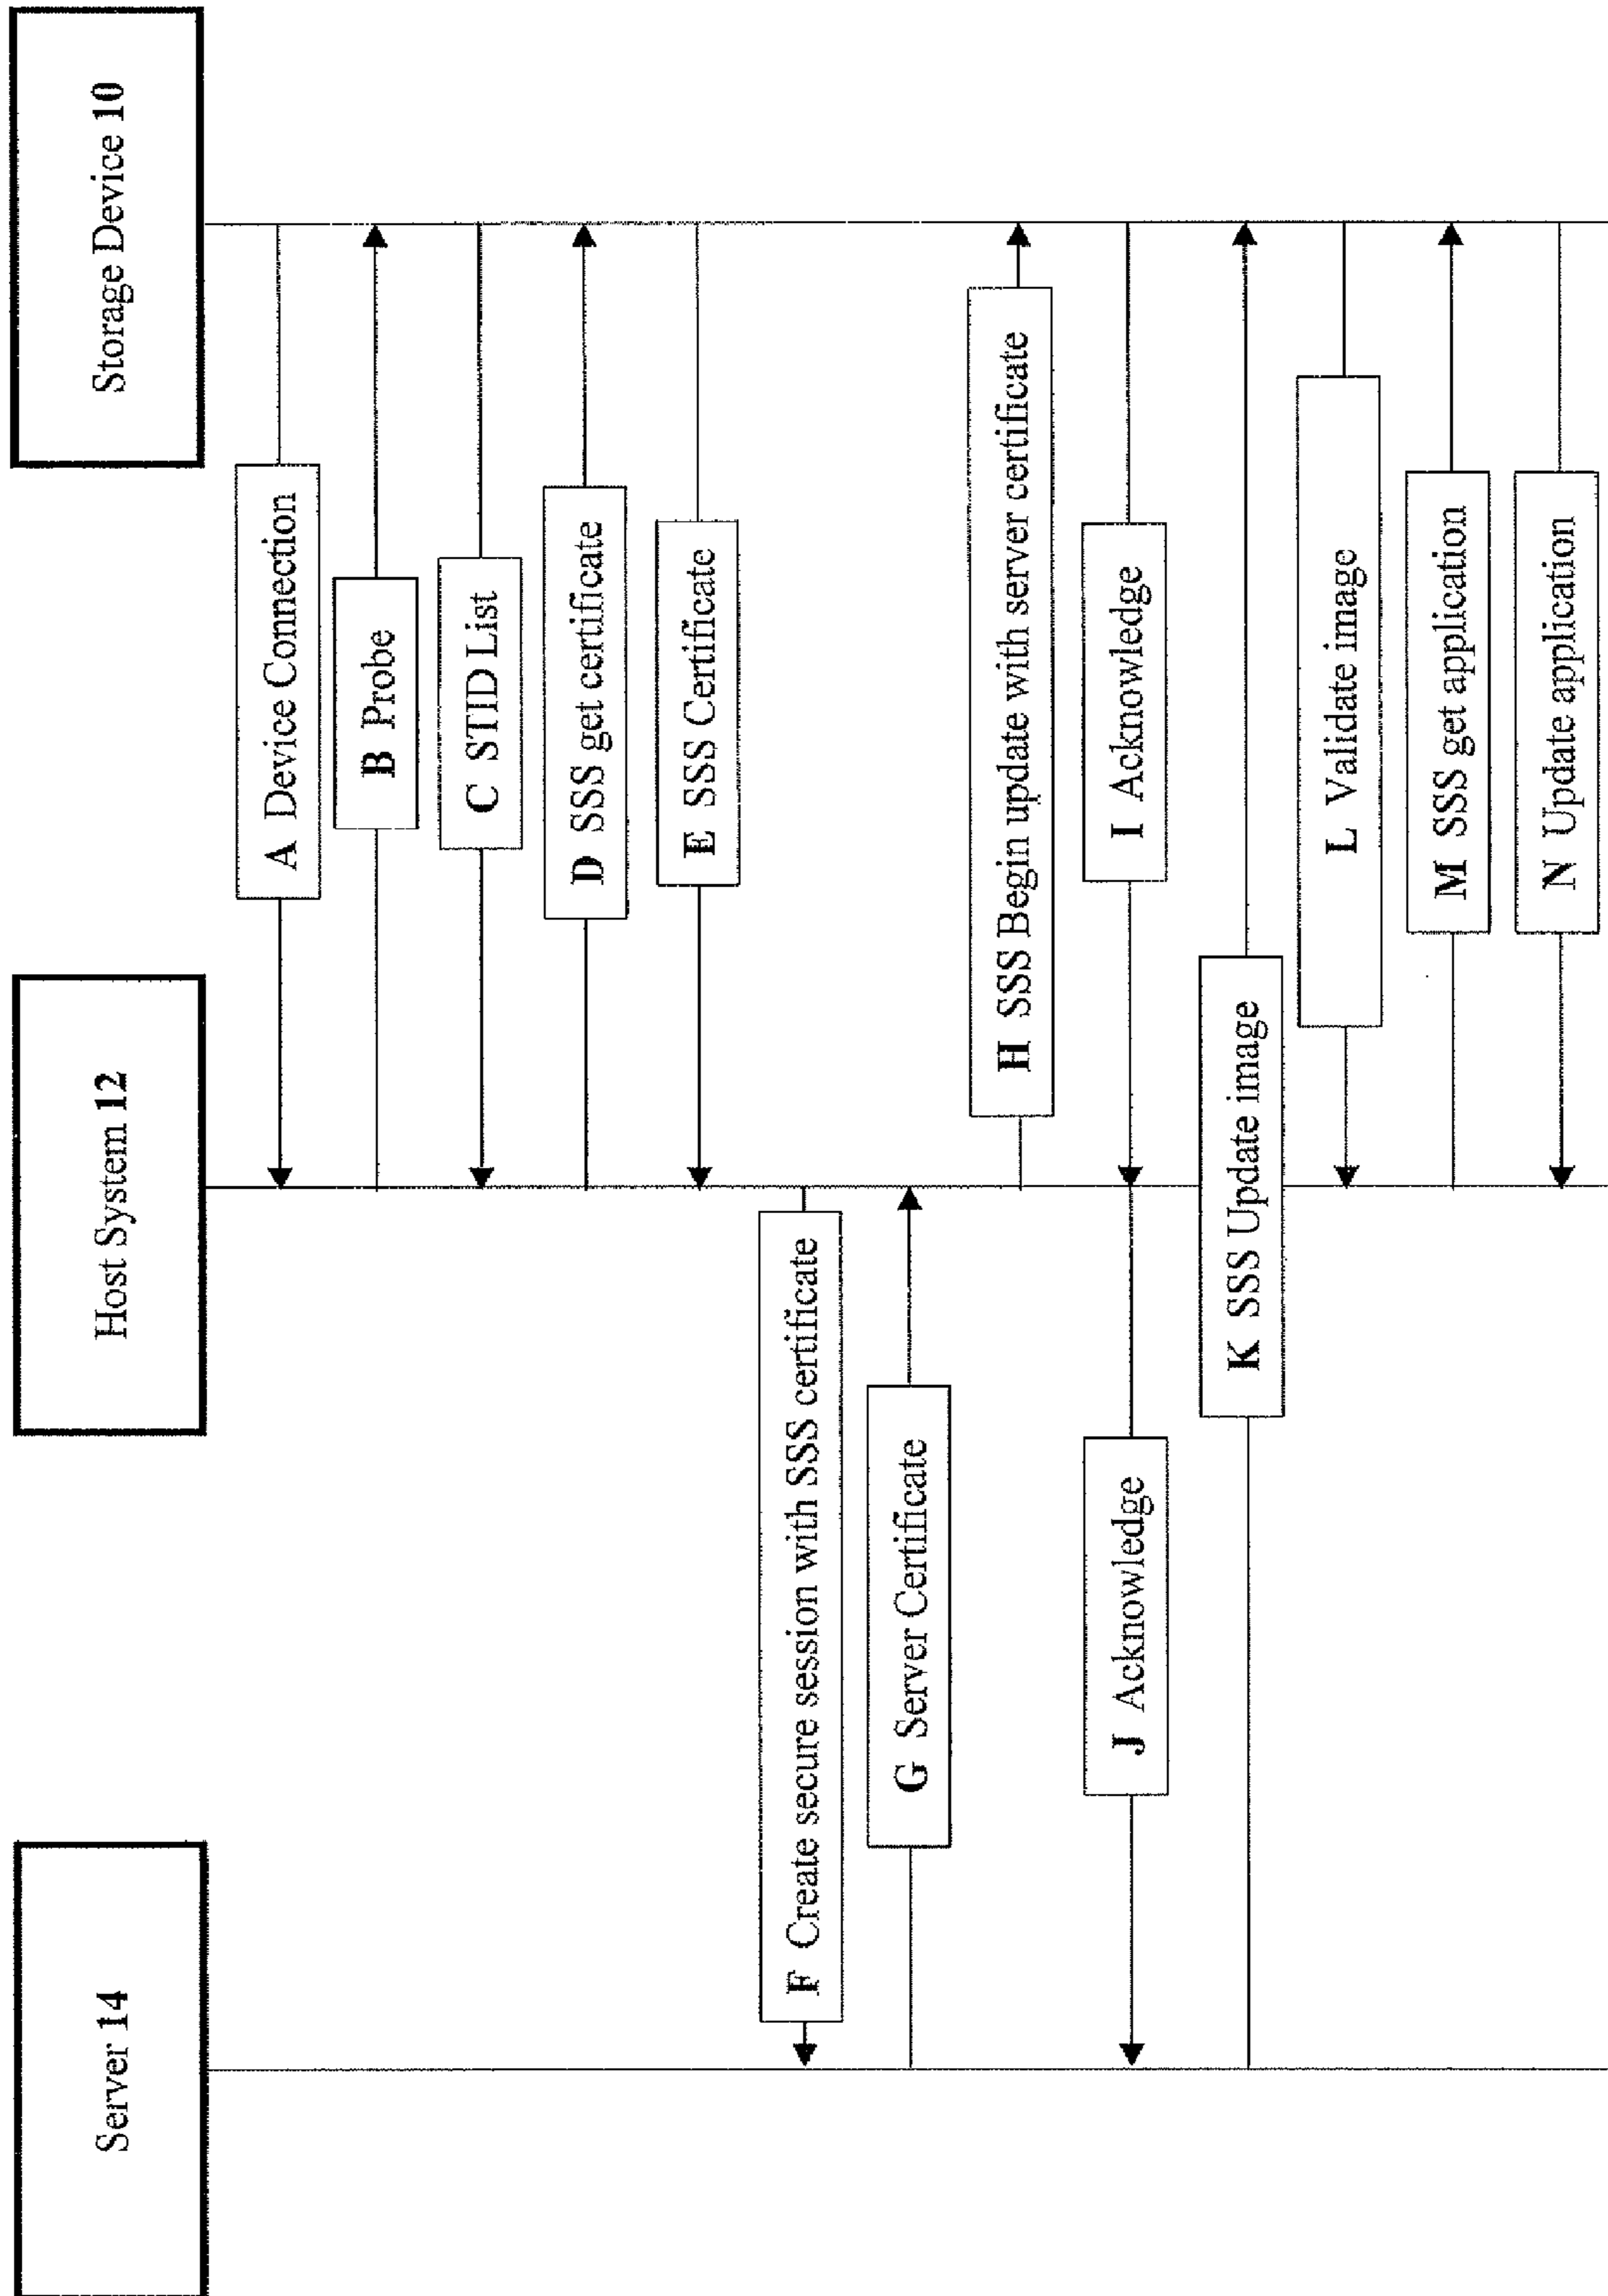 Server 14
Host System 12
Storage Device 10
A Device Connection
B Probe
C STID List
D SSS get certificate
E SSS Certificate
F Create secure session with SSS certificate
G Server Certificate
H SSS Begin update with server certificate
I Acknowledge
J Acknowledge
K SSS Update image
L Validate image
M SSS get application
N Update application